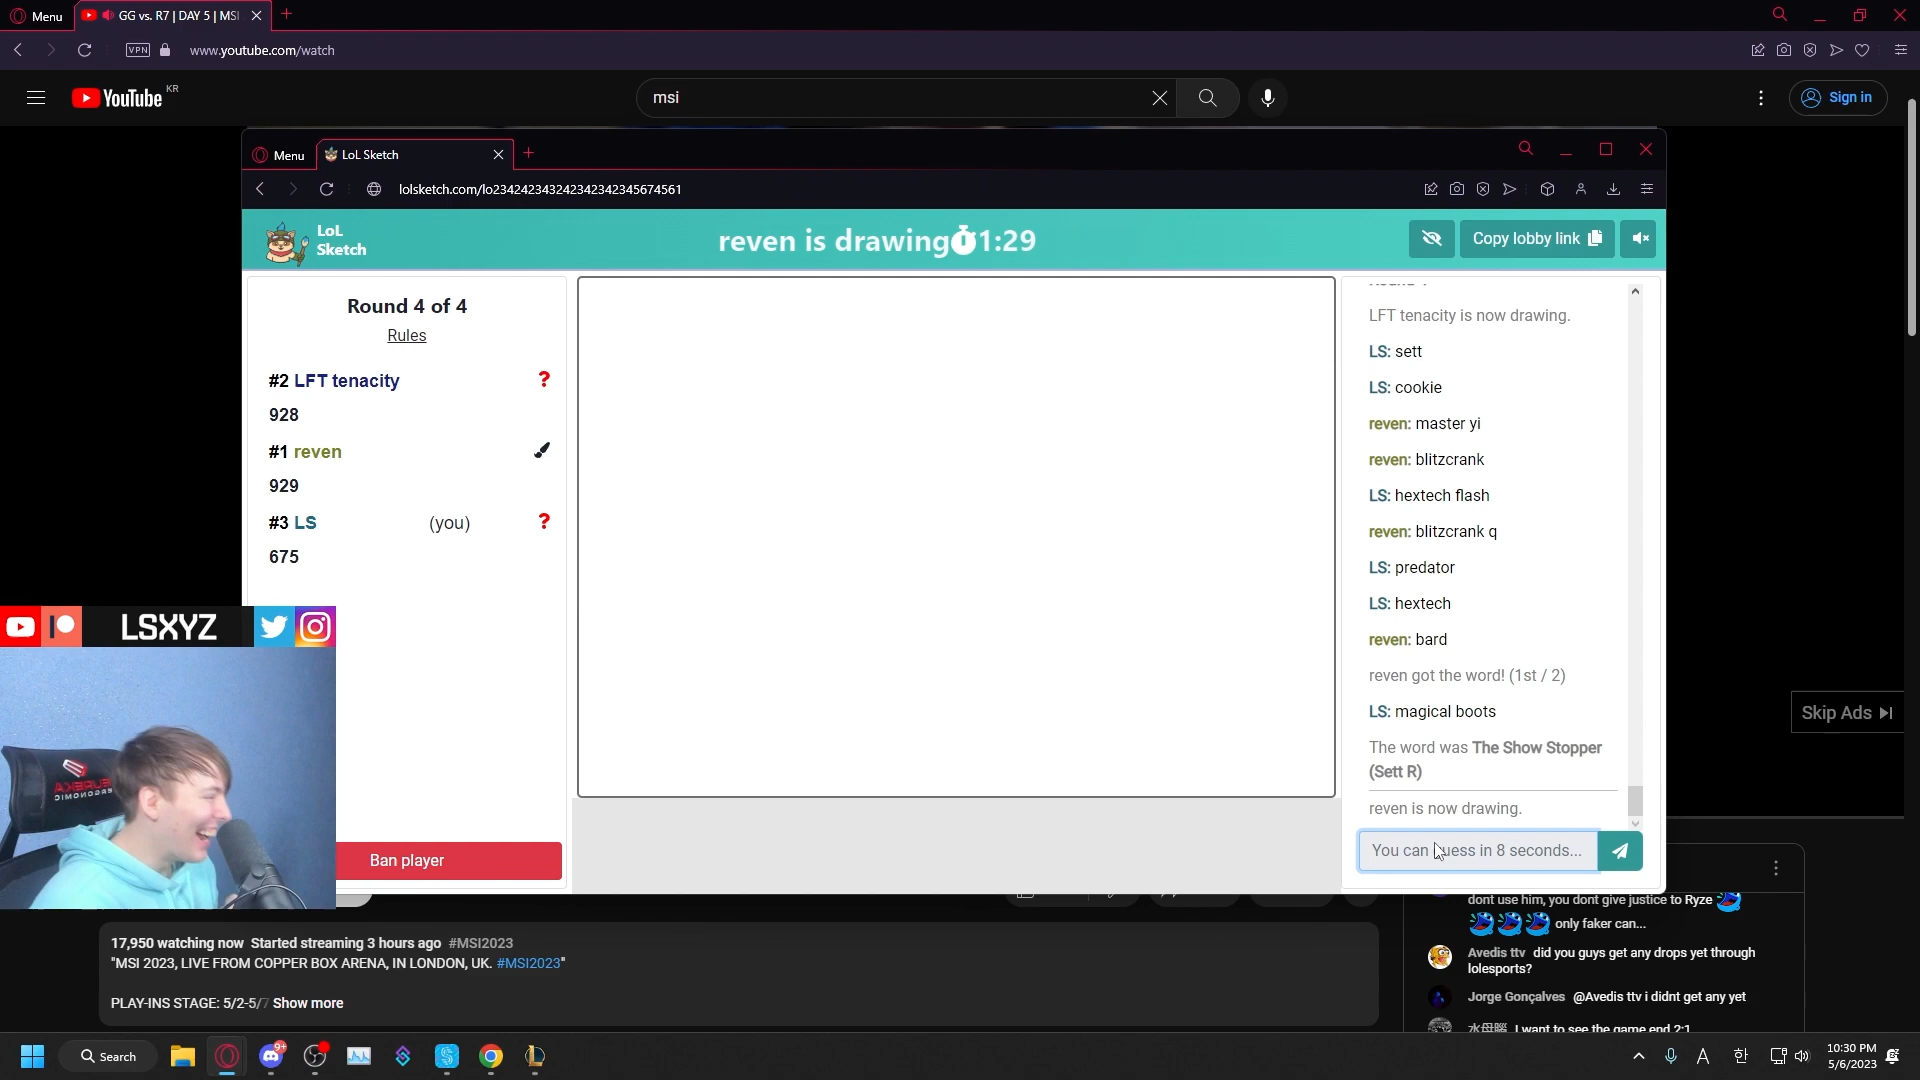 Menu
GG vs. R7 | DAY 5 | MSI
VPN
www.youtube.com/watch
YouTube
KR
msi
Sign in
Menu
LoL Sketch
lolsketch.com/lo2342423432423423423456745​61
LoL
Sketch
reven is drawing
1:29
Copy lobby link
Round 4 of 4
Rules
#2 LFT tenacity
?
928
#1 reven
929
#3 LS
(you)
?
675
Ban player
LFT tenacity is now drawing.
LS: sett
LS: cookie
reven: master yi
reven: blitzcrank
LS: hextech flash
reven: blitzcrank q
LS: predator
LS: hextech
reven: bard
reven got the word! (1st / 2)
LS: magical boots
The word was The Show Stopper
(Sett R)
reven is now drawing.
You can guess in 8 seconds...
LSXYZ
Skip Ads
17,950 watching now Started streaming 3 hours ago #MSI2023
"MSI 2023, LIVE FROM COPPER BOX ARENA, IN LONDON, UK. #MSI2023"
PLAY-INS STAGE: 5/2-5/7 Show more
dont use him, you dont give justice to Ryze
only faker can...
Avedis ttv did you guys get any drops yet through
lolesports?
Jorge Gonçalves @Avedis ttv i didnt get any yet
I want to see the game end 2:1
Search
9+
A
한
10:30 PM
5/6/2023